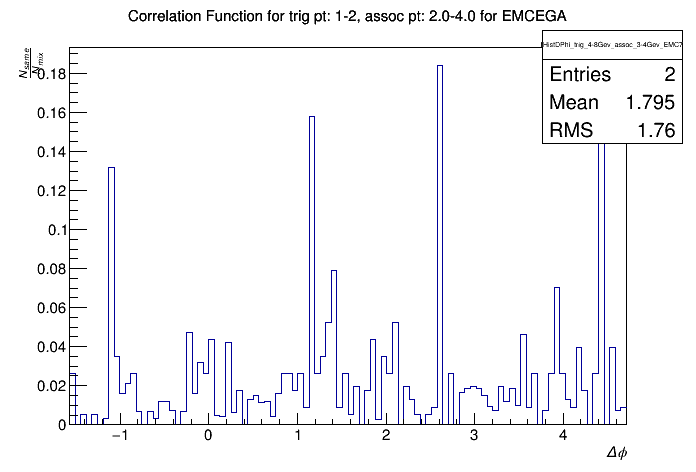 Correlation Function for trig pt: 1-2, assoc pt: 2.0-4.0 for EMCEGA
HistDPhi_trig_4-8Gev_assoc_3-4Gev_EMC7
Entries 2
Mean 1.795
RMS 1.76
N_same
N_mix
0.18
0.16
0.14
0.12
0.1
0.08
0.06
0.04
0.02
0
−1 0 1 2 3 4
Δϕ